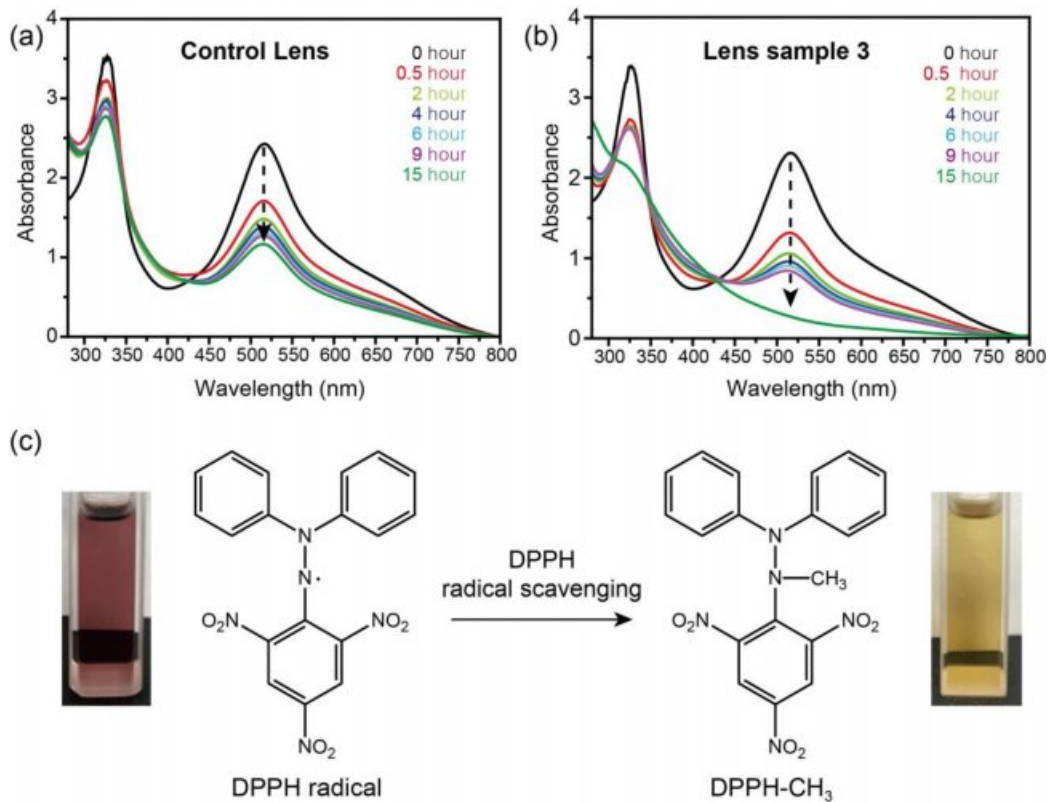 (a)
Control Lens
0 hour
0.5 hour
2 hour
4 hour
6 hour
9 hour
15 hour
Absorbance
4
3
2
1
0
300 350 400 450 500 550 600 650 700 750 800
Wavelength (nm)
(b)
Lens sample 3
0 hour
0.5 hour
2 hour
4 hour
6 hour
9 hour
15 hour
Absorbance
4
3
2
1
0
300 350 400 450 500 550 600 650 700 750 800
Wavelength (nm)
(c)
N
N·
O₂N
NO₂
NO₂
DPPH radical
DPPH
radical scavenging
N
N—CH₃
O₂N
NO₂
NO₂
DPPH-CH₃